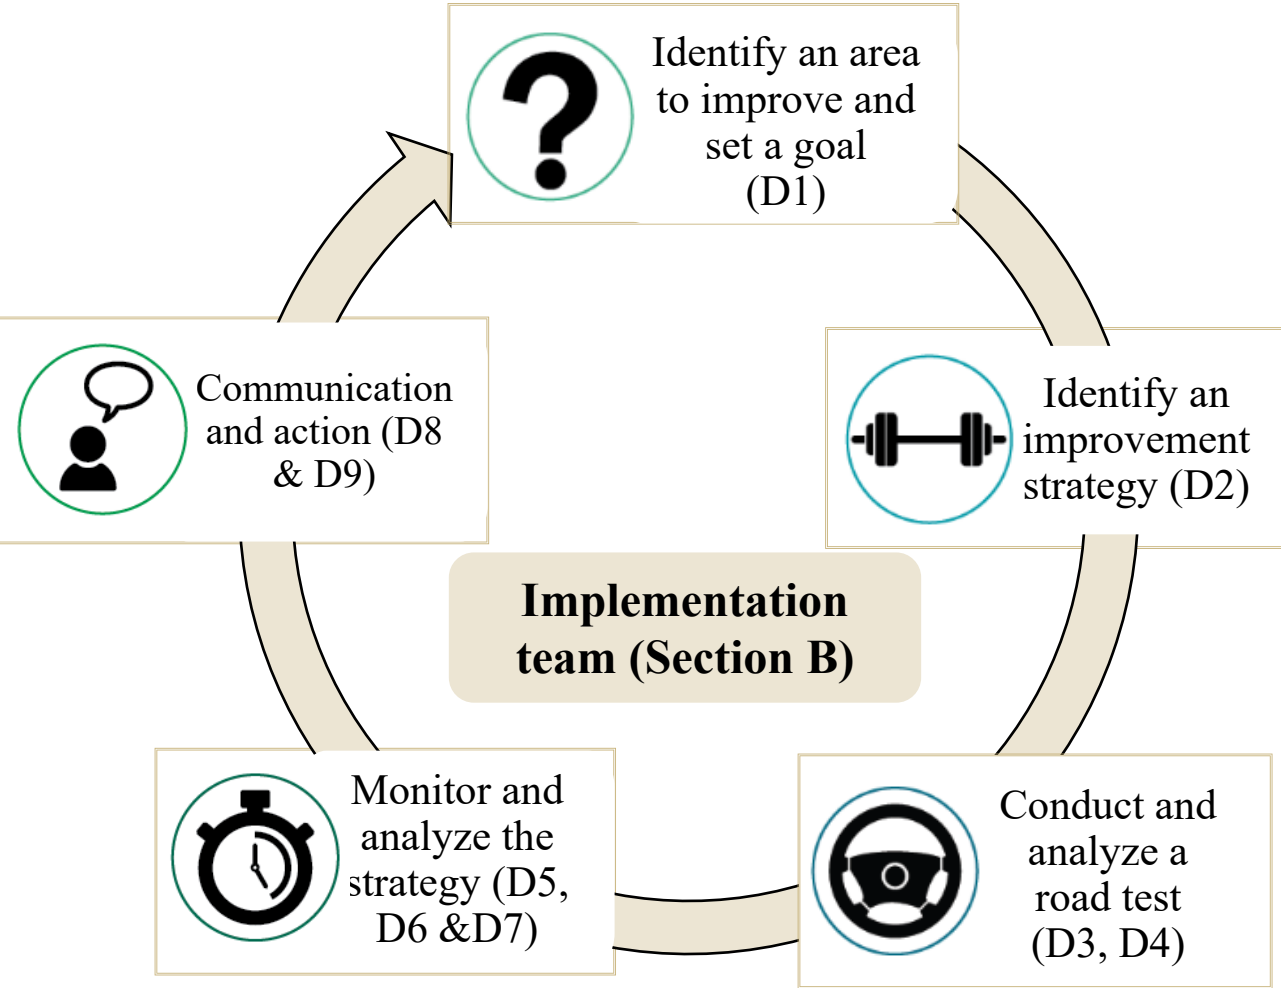 Identify an area
to improve and
set a goal
(D1)
Identify an
improvement
strategy (D2)
Conduct and
analyze a
road test
(D3, D4)
Monitor and
analyze the
strategy (D5,
D6 &D7)
Communication
and action (D8
& D9)
Implementation
team (Section B)